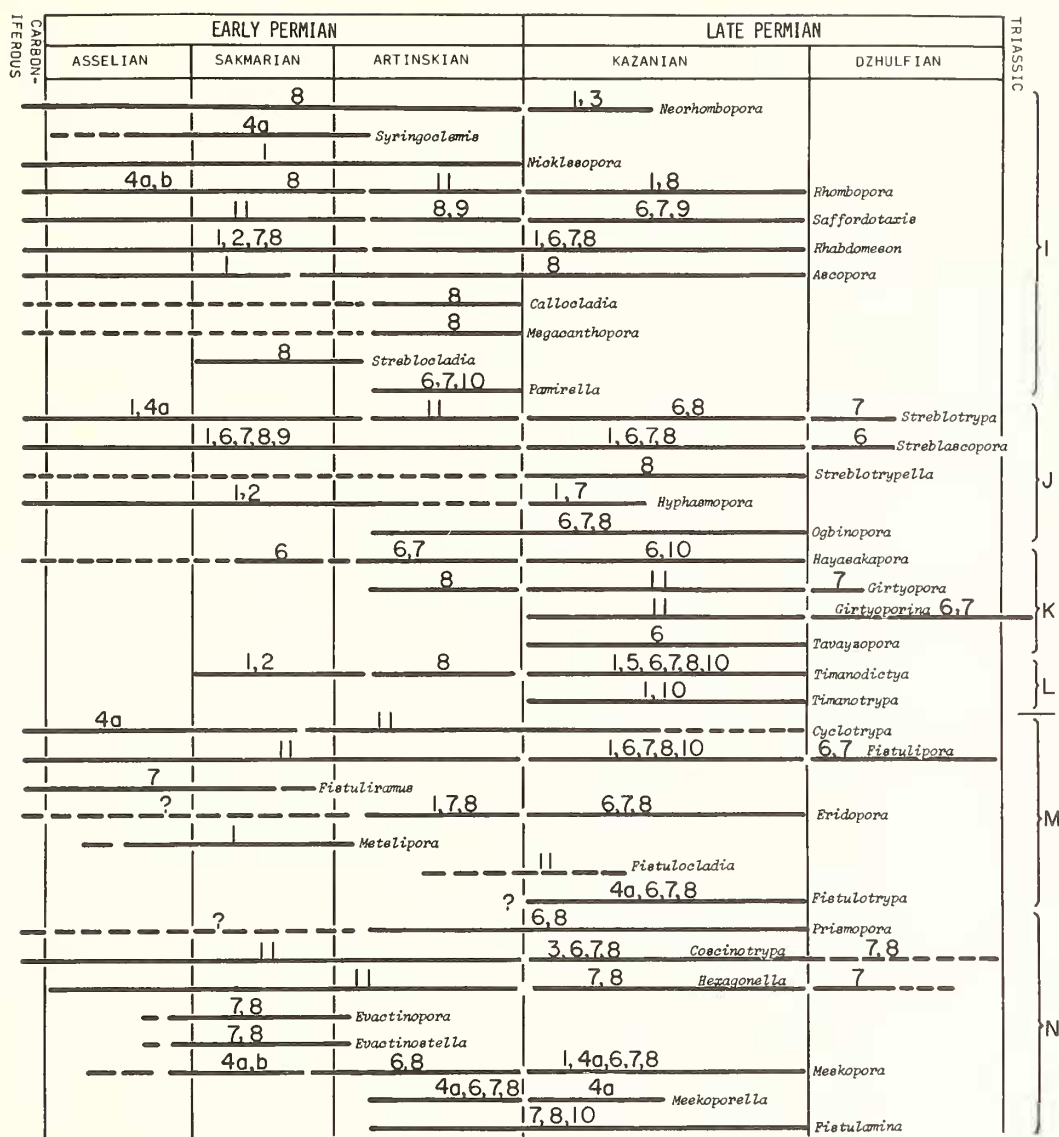 CARBON-
IFEROUS
EARLY PERMIAN
LATE PERMIAN
TRIASSIC
ASSELIAN
SAKMARIAN
ARTINSKIAN
KAZANIAN
DZHULFIAN
8 1,3 Neorhombopora
4a Syringoclemis
1 Nicklesopora
4a,b 8 11 1,8 Rhombopora
11 8,9 6,7,9 Saffordotaxis
I
1,2,7,8 1,6,7,8 Rhabdomeson
1 8 Ascopora
8 Callocladia
8 Megacanthopora
8 Streblocladia
6,7,10 Pamirella
1,4a 11 6,8 7 Streblotrypa
1,6,7,8,9 1,6,7,8 6 Streblascopora
8 Streblotrypella
J
1,2 1,7 Hyphasmopora
6,7,8 Ogbinopora
6 6,7 6,10 Hayasakapora
8 11 7 Girtyopora
11 Girtyoporina 6,7
K
6 Tavayzopora
1,2 8 1,5,6,7,8,10 Timanodictya
L
1,10 Timanotrypa
4a 11 Cyclotrypa
11 1,6,7,8,10 6,7 Fistulipora
7 Fistuliramus
? 1,7,8 6,7,8 Eridopora
M
1 Metelipora
11 Fistulocladia
? 4a,6,7,8 Fistulotrypa
? 6,8 Prismopora
11 3,6,7,8 Coscinotrypa 7,8
11 7,8 Hexagonella 7
7,8 Evactinopora
N
7,8 Evactinostella
4a,b 6,8 1,4a,6,7,8 Meekopora
4a,6,7,8 4a Meekoporella
7,8,10 Fistulamina